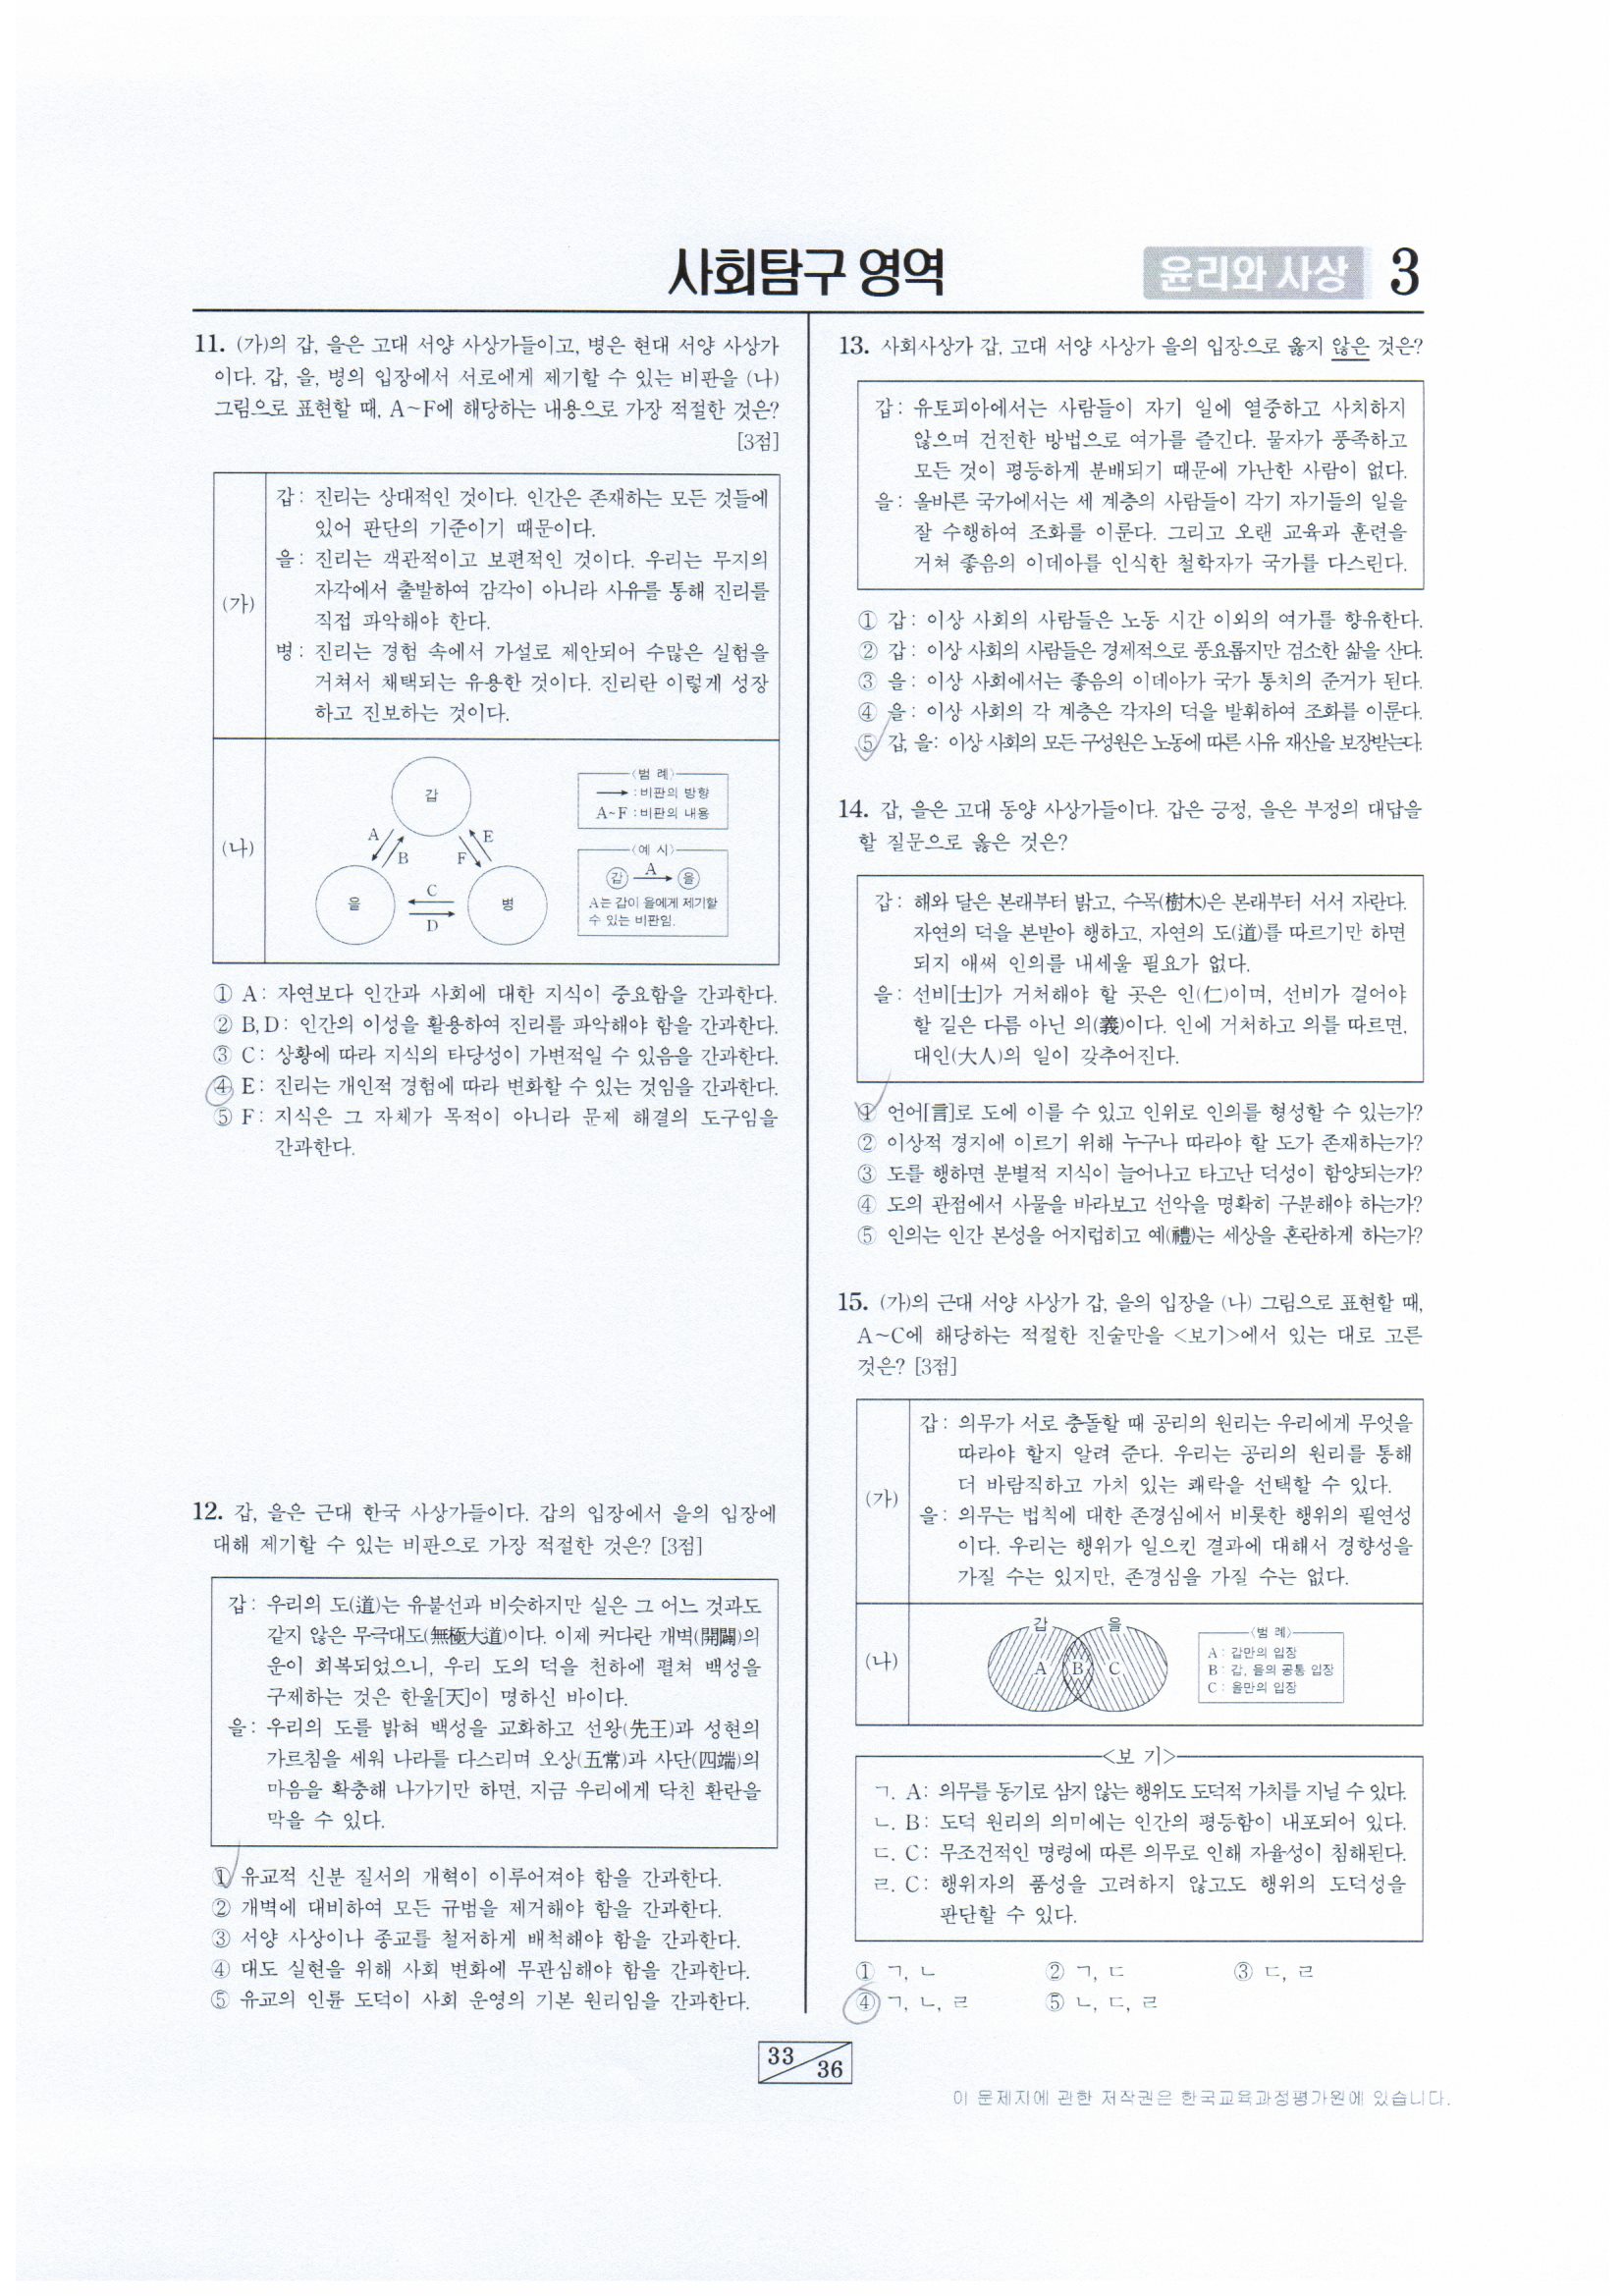 사회탐구 영역
윤리와 사상
3
11. (가)의 갑, 을은 고대 서양 사상가들이고, 병은 현대 서양 사상가
이다. 갑, 을, 병의 입장에서 서로에게 제기할 수 있는 비판을 (나)
그림으로 표현할 때, A~F에 해당하는 내용으로 가장 적절한 것은?
[3점]
(가)
갑: 진리는 상대적인 것이다. 인간은 존재하는 모든 것들에
있어 판단의 기준이기 때문이다.
을: 진리는 객관적이고 보편적인 것이다. 우리는 무지의
자각에서 출발하여 감각이 아니라 사유를 통해 진리를
직접 파악해야 한다.
병: 진리는 경험 속에서 가설로 제안되어 수많은 실험을
거쳐서 채택되는 유용한 것이다. 진리란 이렇게 성장
하고 진보하는 것이다.
(나)
갑
A
B
E
F
을
C
D
병
<범 례>
→ : 비판의 방향
A~F : 비판의 내용
<예 시>
갑 A → 을
A는 갑이 을에게 제기할
수 있는 비판임.
① A: 자연보다 인간과 사회에 대한 지식이 중요함을 간과한다.
② B, D: 인간의 이성을 활용하여 진리를 파악해야 함을 간과한다.
③ C: 상황에 따라 지식의 타당성이 가변적일 수 있음을 간과한다.
④ E: 진리는 개인적 경험에 따라 변화할 수 있는 것임을 간과한다.
⑤ F: 지식은 그 자체가 목적이 아니라 문제 해결의 도구임을
간과한다.
12. 갑, 을은 근대 한국 사상가들이다. 갑의 입장에서 을의 입장에
대해 제기할 수 있는 비판으로 가장 적절한 것은? [3점]
갑: 우리의 도(道)는 유불선과 비슷하지만 실은 그 어느 것과도
같지 않은 무극대도(無極大道)이다. 이제 커다란 개벽(開闢)의
운이 회복되었으니, 우리 도의 덕을 천하에 펼쳐 백성을
구제하는 것은 한울[天]이 명하신 바이다.
을: 우리의 도를 밝혀 백성을 교화하고 선왕(先王)과 성현의
가르침을 세워 나라를 다스리며 오상(五常)과 사단(四端)의
마음을 확충해 나가기만 하면, 지금 우리에게 닥친 환란을
막을 수 있다.
① 유교적 신분 질서의 개혁이 이루어져야 함을 간과한다.
② 개벽에 대비하여 모든 규범을 제거해야 함을 간과한다.
③ 서양 사상이나 종교를 철저하게 배척해야 함을 간과한다.
④ 대도 실현을 위해 사회 변화에 무관심해야 함을 간과한다.
⑤ 유교의 인륜 도덕이 사회 운영의 기본 원리임을 간과한다.
13. 사회사상가 갑, 고대 서양 사상가 을의 입장으로 옳지 않은 것은?
갑: 유토피아에서는 사람들이 자기 일에 열중하고 사치하지
않으며 건전한 방법으로 여가를 즐긴다. 물자가 풍족하고
모든 것이 평등하게 분배되기 때문에 가난한 사람이 없다.
을: 올바른 국가에서는 세 계층의 사람들이 각기 자기들의 일을
잘 수행하여 조화를 이룬다. 그리고 오랜 교육과 훈련을
거쳐 좋음의 이데아를 인식한 철학자가 국가를 다스린다.
① 갑: 이상 사회의 사람들은 노동 시간 이외의 여가를 향유한다.
② 갑: 이상 사회의 사람들은 경제적으로 풍요롭지만 검소한 삶을 산다.
③ 을: 이상 사회에서는 좋음의 이데아가 국가 통치의 준거가 된다.
④ 을: 이상 사회의 각 계층은 각자의 덕을 발휘하여 조화를 이룬다.
⑤ 갑, 을: 이상 사회의 모든 구성원은 노동에 따른 사유 재산을 보장받는다.
14. 갑, 을은 고대 동양 사상가들이다. 갑은 긍정, 을은 부정의 대답을
할 질문으로 옳은 것은?
갑: 해와 달은 본래부터 밝고, 수목(樹木)은 본래부터 서서 자란다.
자연의 덕을 본받아 행하고, 자연의 도(道)를 따르기만 하면
되지 애써 인의를 내세울 필요가 없다.
을: 선비[士]가 거처해야 할 곳은 인(仁)이며, 선비가 걸어야
할 길은 다름 아닌 의(義)이다. 인에 거처하고 의를 따르면,
대인(大人)의 일이 갖추어진다.
① 언어[言]로 도에 이를 수 있고 인위로 인의를 형성할 수 있는가?
② 이상적 경지에 이르기 위해 누구나 따라야 할 도가 존재하는가?
③ 도를 행하면 분별적 지식이 늘어나고 타고난 덕성이 함양되는가?
④ 도의 관점에서 사물을 바라보고 선악을 명확히 구분해야 하는가?
⑤ 인의는 인간 본성을 어지럽히고 예(禮)는 세상을 혼란하게 하는가?
15. (가)의 근대 서양 사상가 갑, 을의 입장을 (나) 그림으로 표현할 때,
A~C에 해당하는 적절한 진술만을 <보기>에서 있는 대로 고른
것은? [3점]
(가)
갑: 의무가 서로 충돌할 때 공리의 원리는 우리에게 무엇을
따라야 할지 알려 준다. 우리는 공리의 원리를 통해
더 바람직하고 가치 있는 쾌락을 선택할 수 있다.
을: 의무는 법칙에 대한 존경심에서 비롯한 행위의 필연성
이다. 우리는 행위가 일으킨 결과에 대해서 경향성을
가질 수는 있지만, 존경심을 가질 수는 없다.
(나)
갑 을
A B C
<범 례>
A : 갑만의 입장
B : 갑, 을의 공통 입장
C : 을만의 입장
<보 기>
ㄱ. A: 의무를 동기로 삼지 않는 행위도 도덕적 가치를 지닐 수 있다.
ㄴ. B: 도덕 원리의 의미에는 인간의 평등함이 내포되어 있다.
ㄷ. C: 무조건적인 명령에 따른 의무로 인해 자율성이 침해된다.
ㄹ. C: 행위자의 품성을 고려하지 않고도 행위의 도덕성을
판단할 수 있다.
① ㄱ, ㄴ ② ㄱ, ㄷ ③ ㄷ, ㄹ
④ ㄱ, ㄴ, ㄹ ⑤ ㄴ, ㄷ, ㄹ
33
36
이 문제지에 관한 저작권은 한국교육과정평가원에 있습니다.